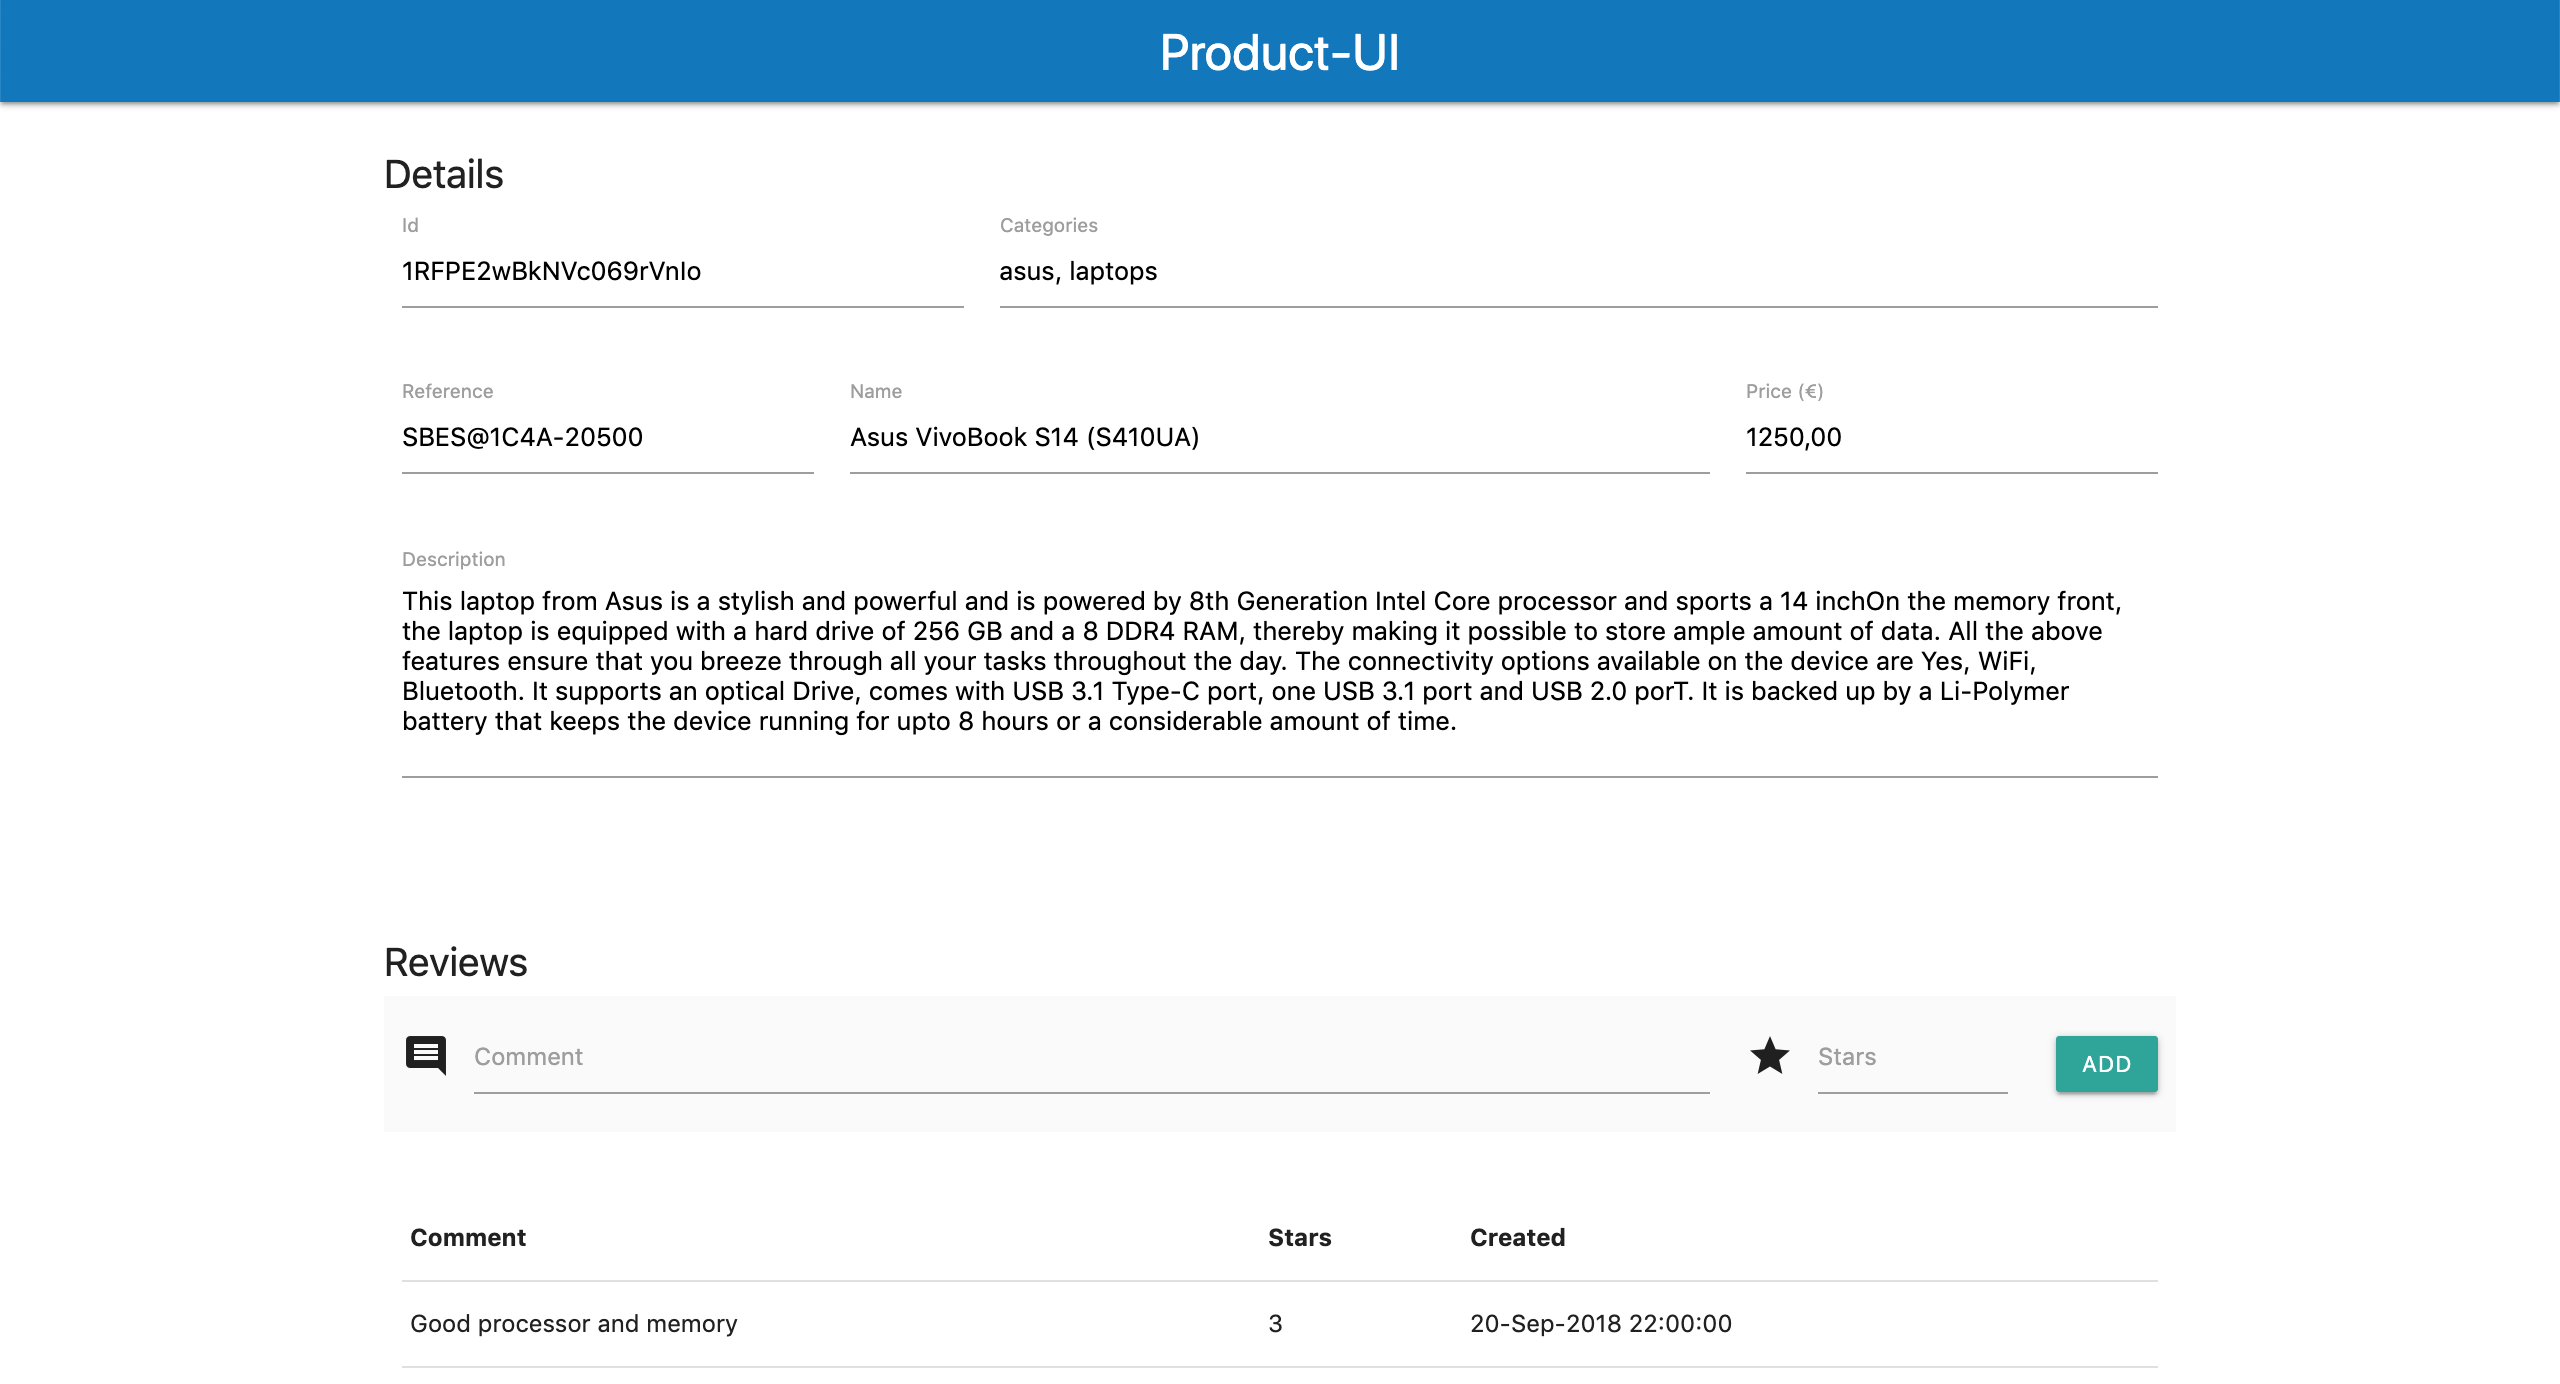 Product-UI
Details
Id
Categories
1RFPE2wBkNVc069rVnIo
asus, laptops
Reference
Name
Price (€)
SBES@1C4A-20500
Asus VivoBook S14 (S410UA)
1250,00
Description
This laptop from Asus is a stylish and powerful and is powered by 8th Generation Intel Core processor and sports a 14 inchOn the memory front,
the laptop is equipped with a hard drive of 256 GB and a 8 DDR4 RAM, thereby making it possible to store ample amount of data. All the above
features ensure that you breeze through all your tasks throughout the day. The connectivity options available on the device are Yes, WiFi,
Bluetooth. It supports an optical Drive, comes with USB 3.1 Type-C port, one USB 3.1 port and USB 2.0 porT. It is backed up by a Li-Polymer
battery that keeps the device running for upto 8 hours or a considerable amount of time.
Reviews
Comment
Stars
ADD
Comment Stars Created
Good processor and memory 3 20-Sep-2018 22:00:00